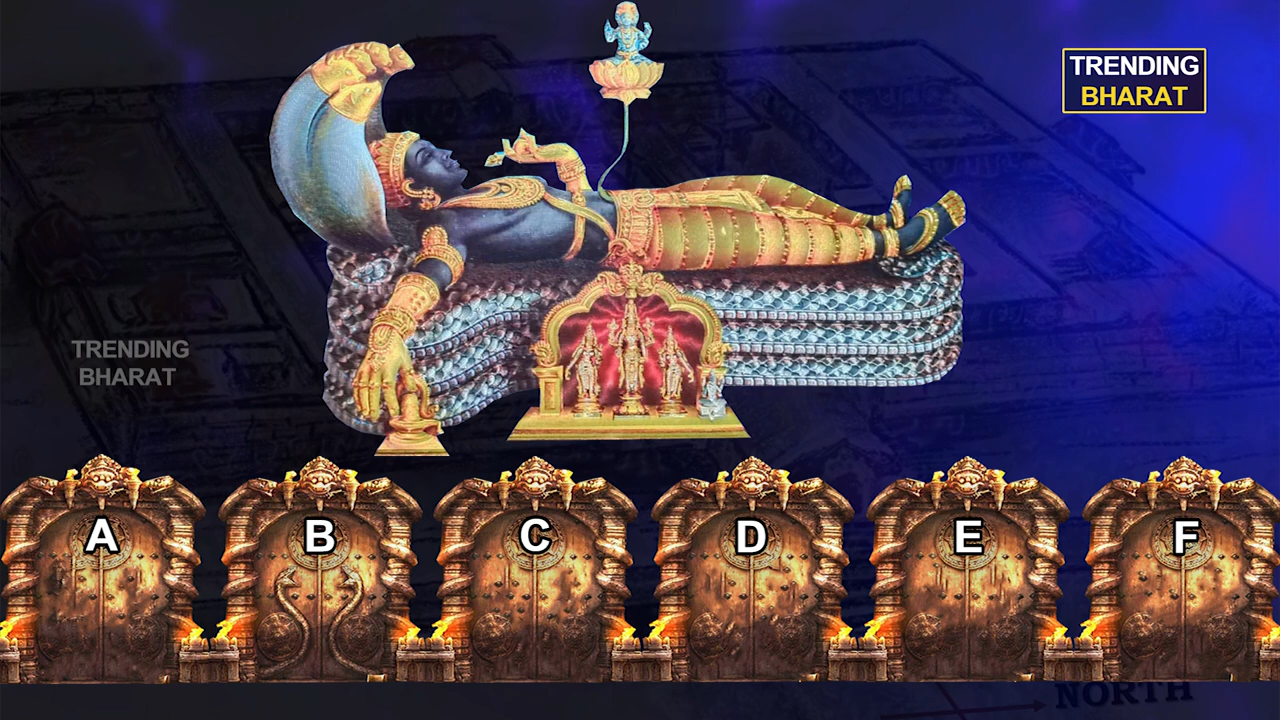 TRENDING
BHARAT
TRENDING
BHARAT
A B C D E F
NORTH